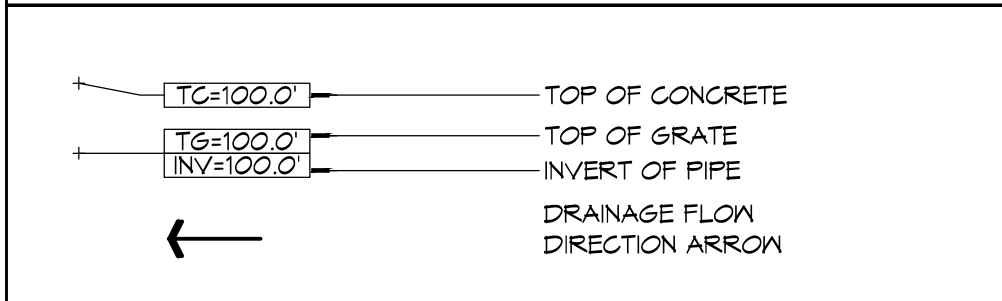 TC=100.0' TOP OF CONCRETE
TG=100.0' TOP OF GRATE
INV=100.0' INVERT OF PIPE
DRAINAGE FLOW
DIRECTION ARROW